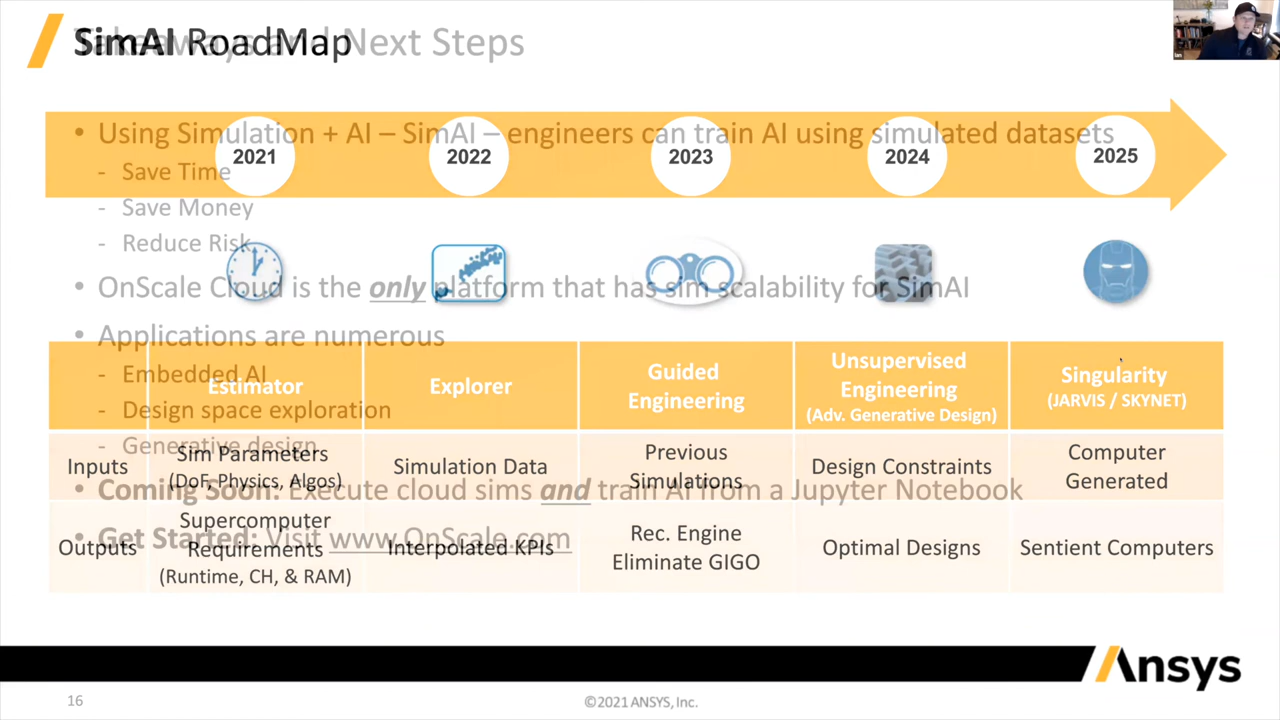 SimAI RoadMap
Takeaways and Next Steps
• Using Simulation + AI – SimAI – engineers can train AI using simulated datasets
- Save Time
- Save Money
- Reduce Risk
• OnScale Cloud is the only platform that has sim scalability for SimAI
• Applications are numerous
- Embedded AI
- Design space exploration
- Generative design
• Coming Soon: Execute cloud sims and train AI from a Jupyter Notebook
• Get Started: Visit www.OnScale.com
2021 2022 2023 2024 2025
Estimator
Explorer
Guided
Engineering
Unsupervised
Engineering
(Adv. Generative Design)
Singularity
(JARVIS / SKYNET)
Inputs
Sim Parameters
(DoF, Physics, Algos)
Simulation Data
Previous
Simulations
Design Constraints
Computer
Generated
Outputs
Supercomputer
Requirements
(Runtime, CH, & RAM)
Interpolated KPIs
Rec. Engine
Eliminate GIGO
Optimal Designs
Sentient Computers
Ansys
16
©2021 ANSYS, Inc.